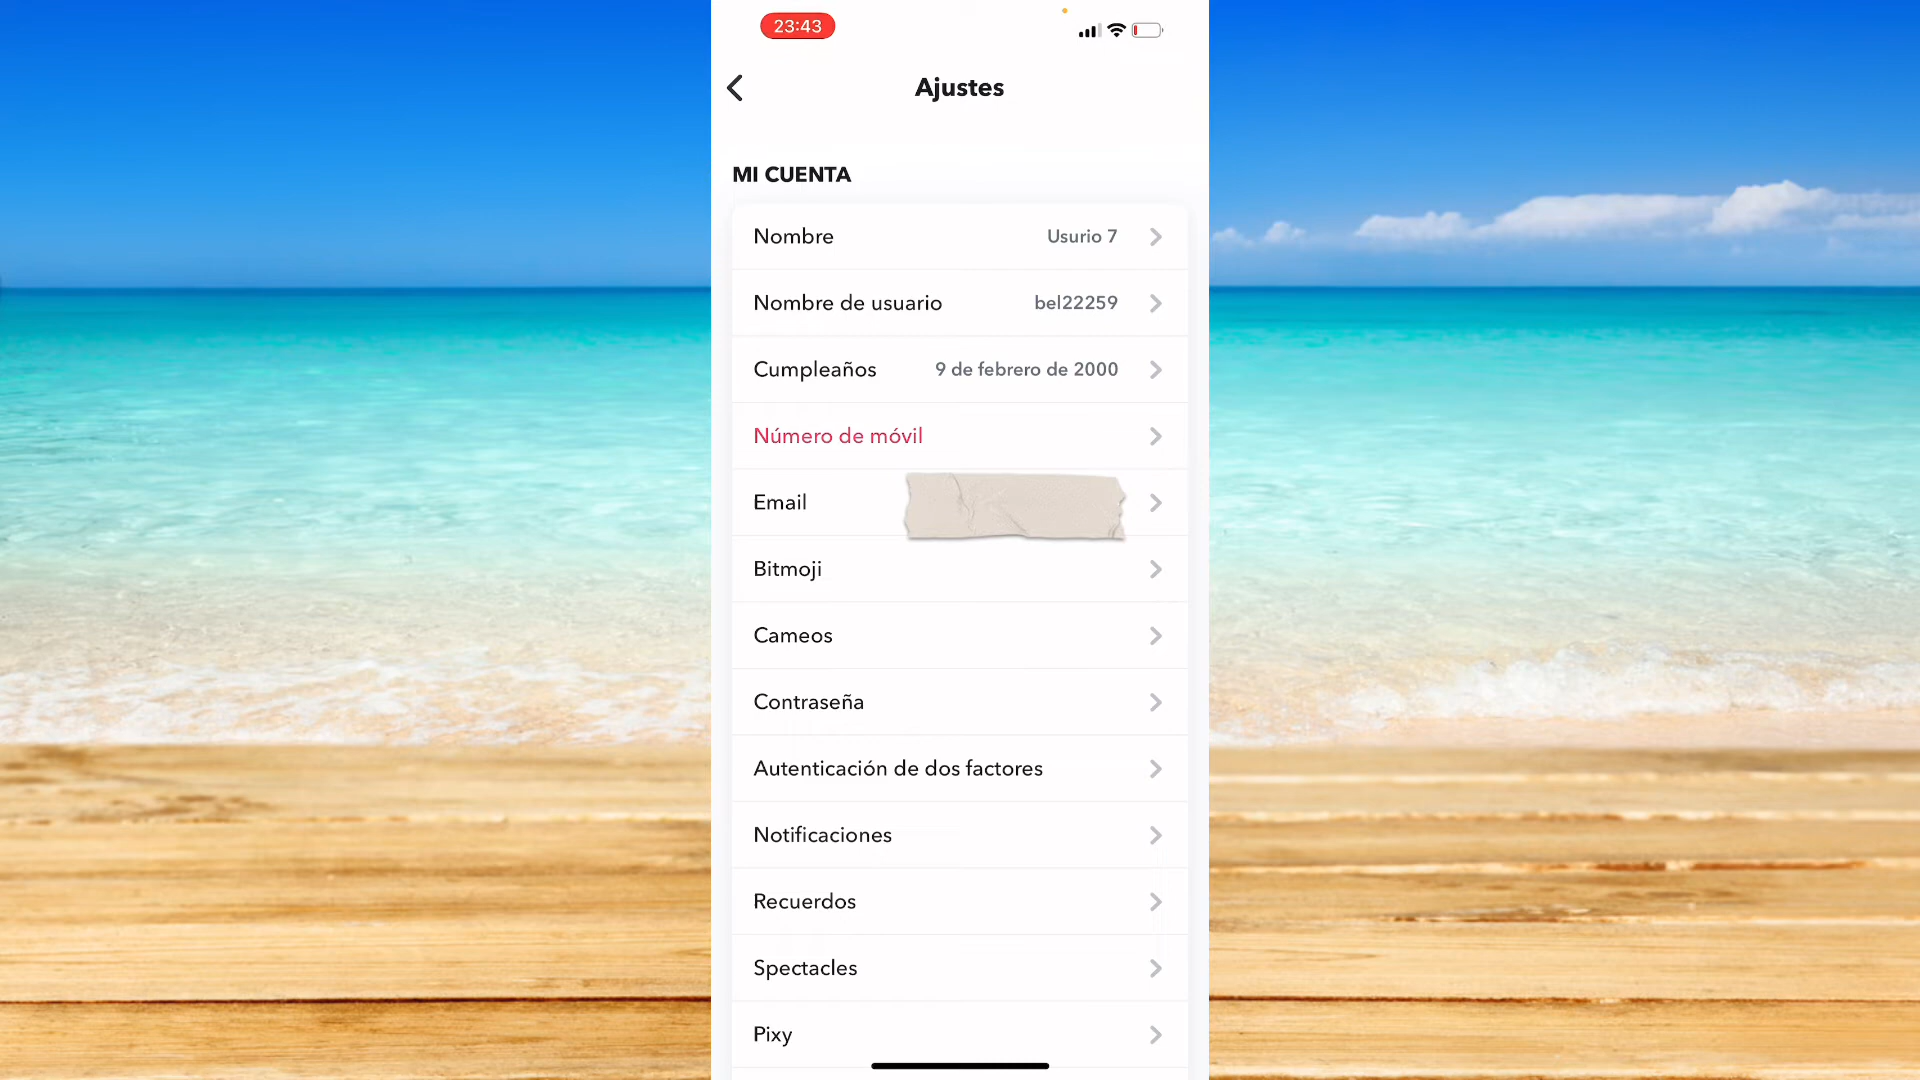 23:43
Ajustes
MI CUENTA
Nombre Usurio 7
Nombre de usuario bel22259
Cumpleaños 9 de febrero de 2000
Número de móvil
Email
Bitmoji
Cameos
Contraseña
Autenticación de dos factores
Notificaciones
Recuerdos
Spectacles
Pixy